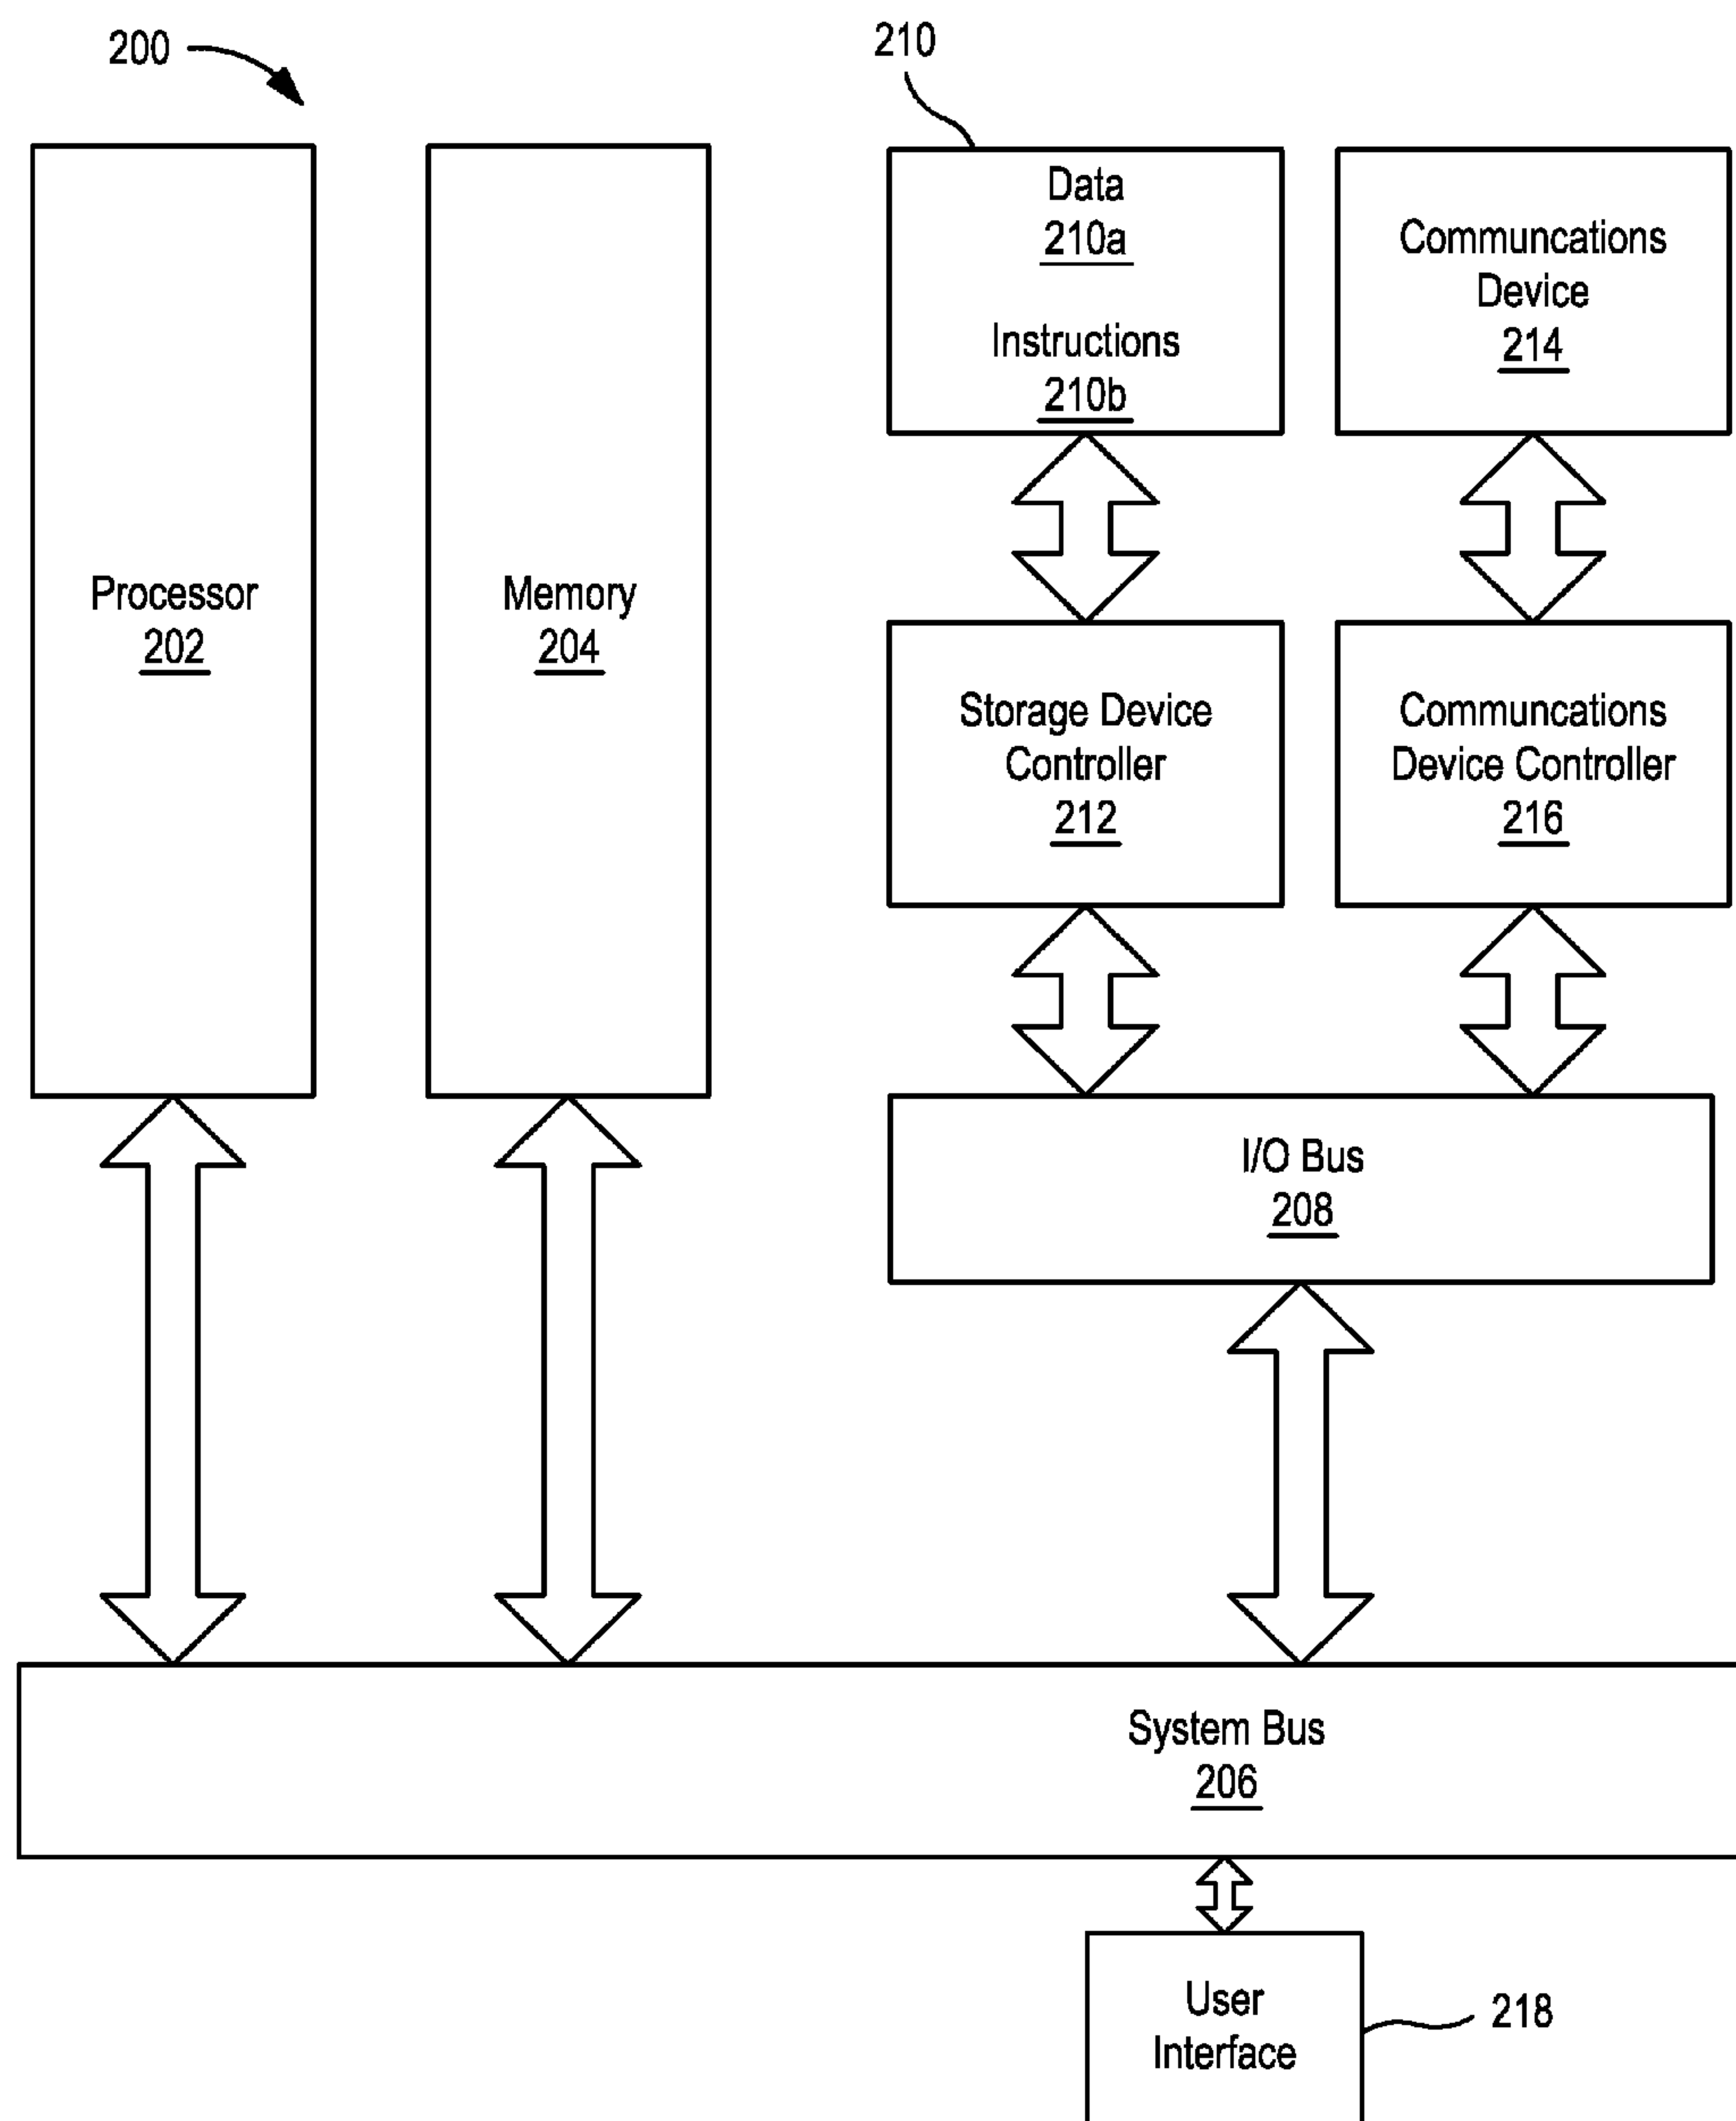 200
210
Data
210a
Instructions
210b
Communcations
Device
214
Processor
202
Memory
204
Storage Device
Controller
212
Communcations
Device Controller
216
I/O Bus
208
System Bus
206
User
Interface
218